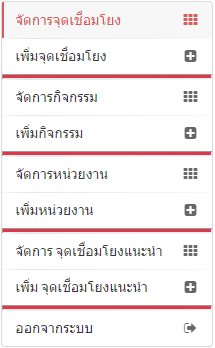 จัดการจุดเชื่อมโยง
เพิ่มจุดเชื่อมโยง
จัดการกิจกรรม
เพิ่มกิจกรรม
จัดการหน่วยงาน
เพิ่มหน่วยงาน
จัดการ จุดเชื่อมโยงแนะนำ
เพิ่ม จุดเชื่อมโยงแนะนำ
ออกจากระบบ